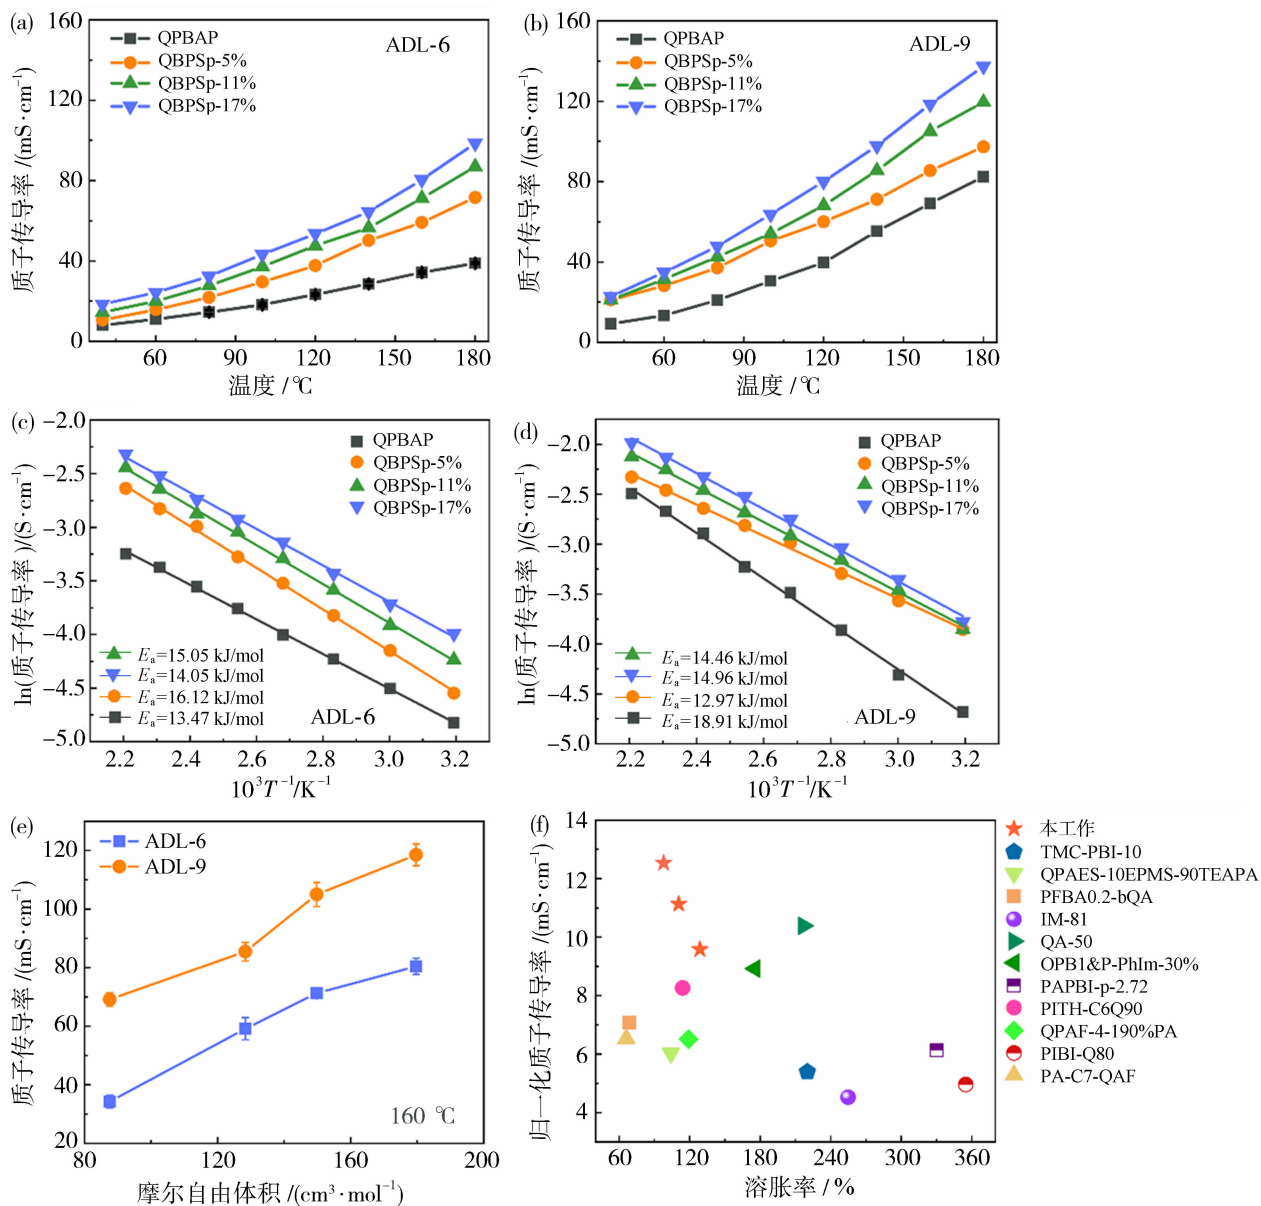 (a)
160
120
80
40
0
60
90
120
150
180
质子传导率 /(mS·cm⁻¹)
温度 /℃
QPBAP
QBPSp-5%
QBPSp-11%
QBPSp-17%
ADL-6
(b)
160
120
80
40
0
60
90
120
150
180
质子传导率 /(mS·cm⁻¹)
温度 /℃
QPBAP
QBPSp-5%
QBPSp-11%
QBPSp-17%
ADL-9
(c)
-2.0
-2.5
-3.0
-3.5
-4.0
-4.5
-5.0
2.2
2.4
2.6
2.8
3.0
3.2
ln(质子传导率 )/(S·cm⁻¹)
10³T⁻¹/K⁻¹
QPBAP
QBPSp-5%
QBPSp-11%
QBPSp-17%
Eₐ=15.05 kJ/mol
Eₐ=14.05 kJ/mol
Eₐ=16.12 kJ/mol
Eₐ=13.47 kJ/mol
ADL-6
(d)
-2.0
-2.5
-3.0
-3.5
-4.0
-4.5
-5.0
2.2
2.4
2.6
2.8
3.0
3.2
ln(质子传导率 )/(S·cm⁻¹)
10³T⁻¹/K⁻¹
QPBAP
QBPSp-5%
QBPSp-11%
QBPSp-17%
Eₐ=14.46 kJ/mol
Eₐ=14.96 kJ/mol
Eₐ=12.97 kJ/mol
Eₐ=18.91 kJ/mol
ADL-9
(e)
120
100
80
60
40
20
80
120
160
200
质子传导率 /(mS·cm⁻¹)
摩尔自由体积 /(cm³·mol⁻¹)
ADL-6
ADL-9
160 ℃
(f)
14
12
10
8
6
4
60
120
180
240
300
360
归一化质子传导率 /(mS·cm⁻¹)
溶胀率 / %
本工作
TMC-PBI-10
QPAES-10EPMS-90TEAPA
PFBA0.2-bQA
IM-81
QA-50
OPB1&P-PhIm-30%
PAPBI-p-2.72
PITH-C6Q90
QPAF-4-190%PA
PIBI-Q80
PA-C7-QAF